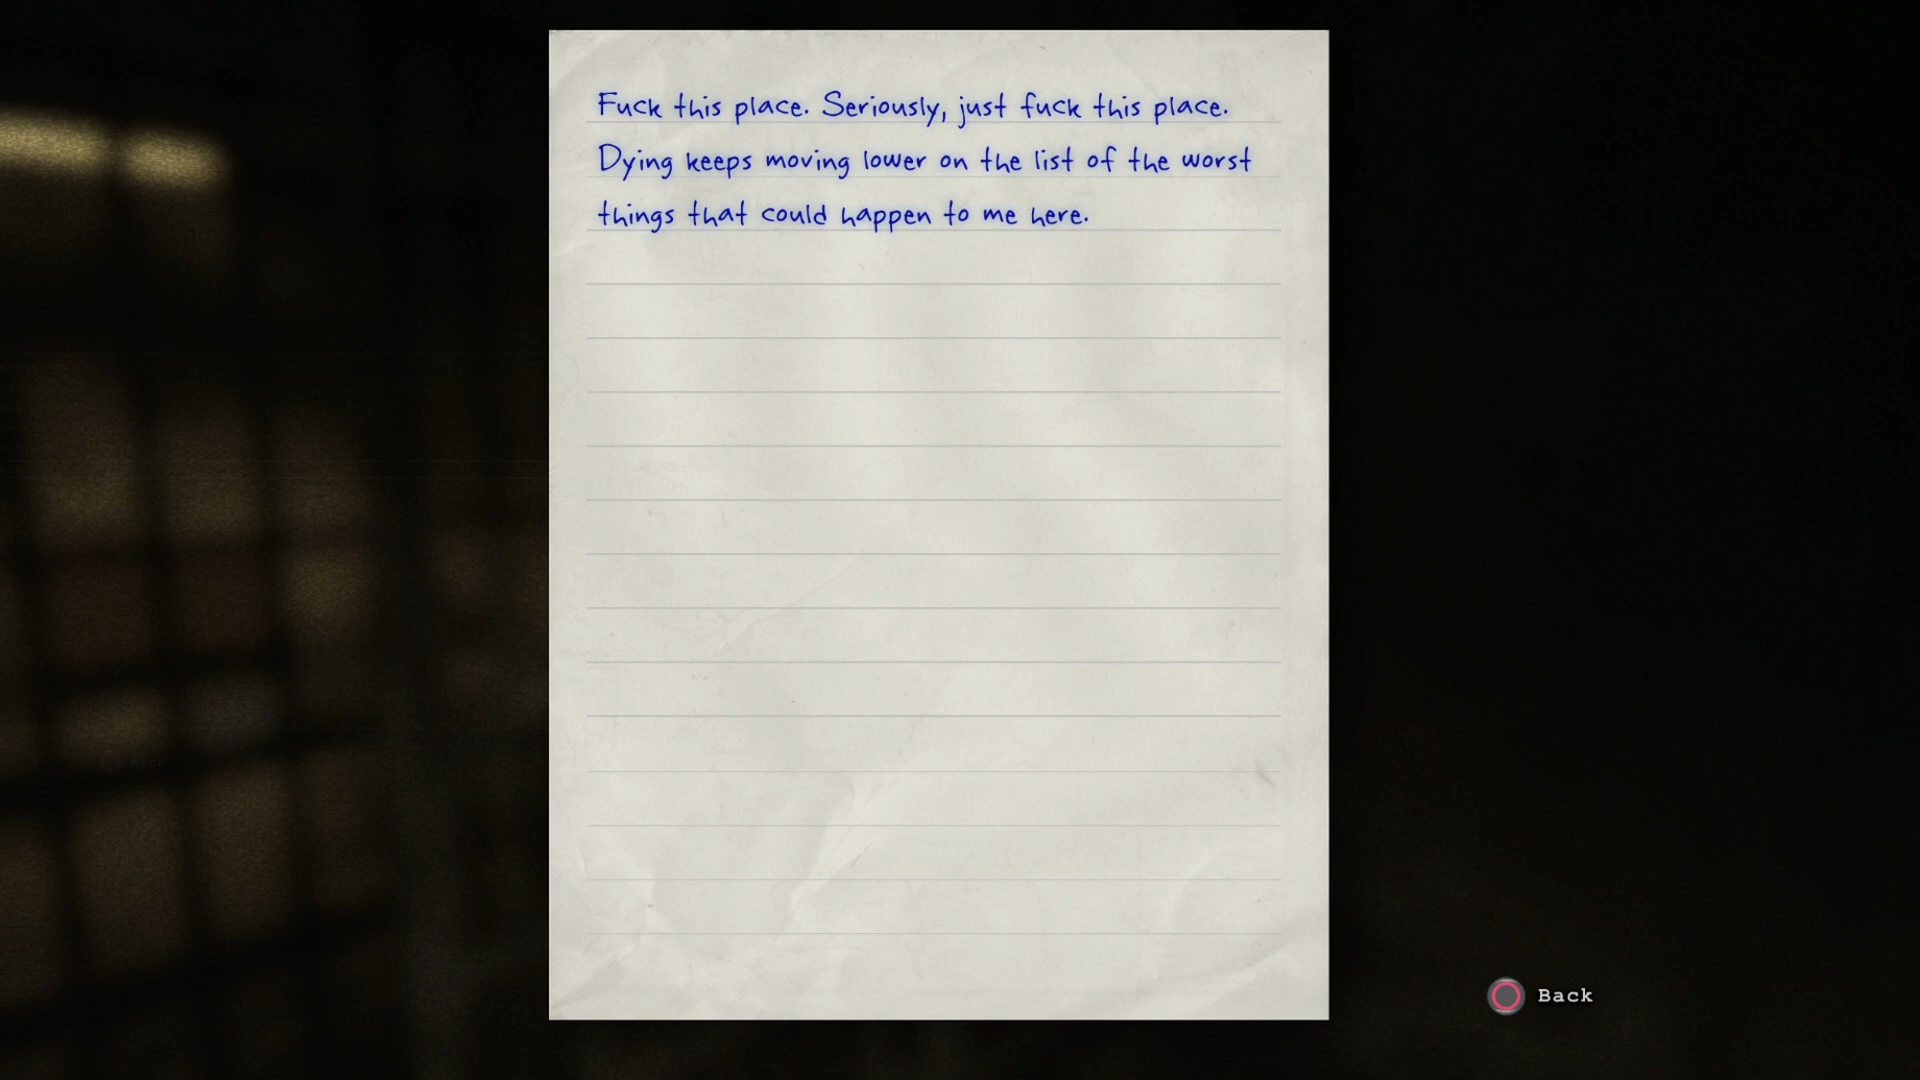 Fuck this place. Seriously, just fuck this place.
Dying keeps moving lower on the list of the worst
things that could happen to me here.
Back